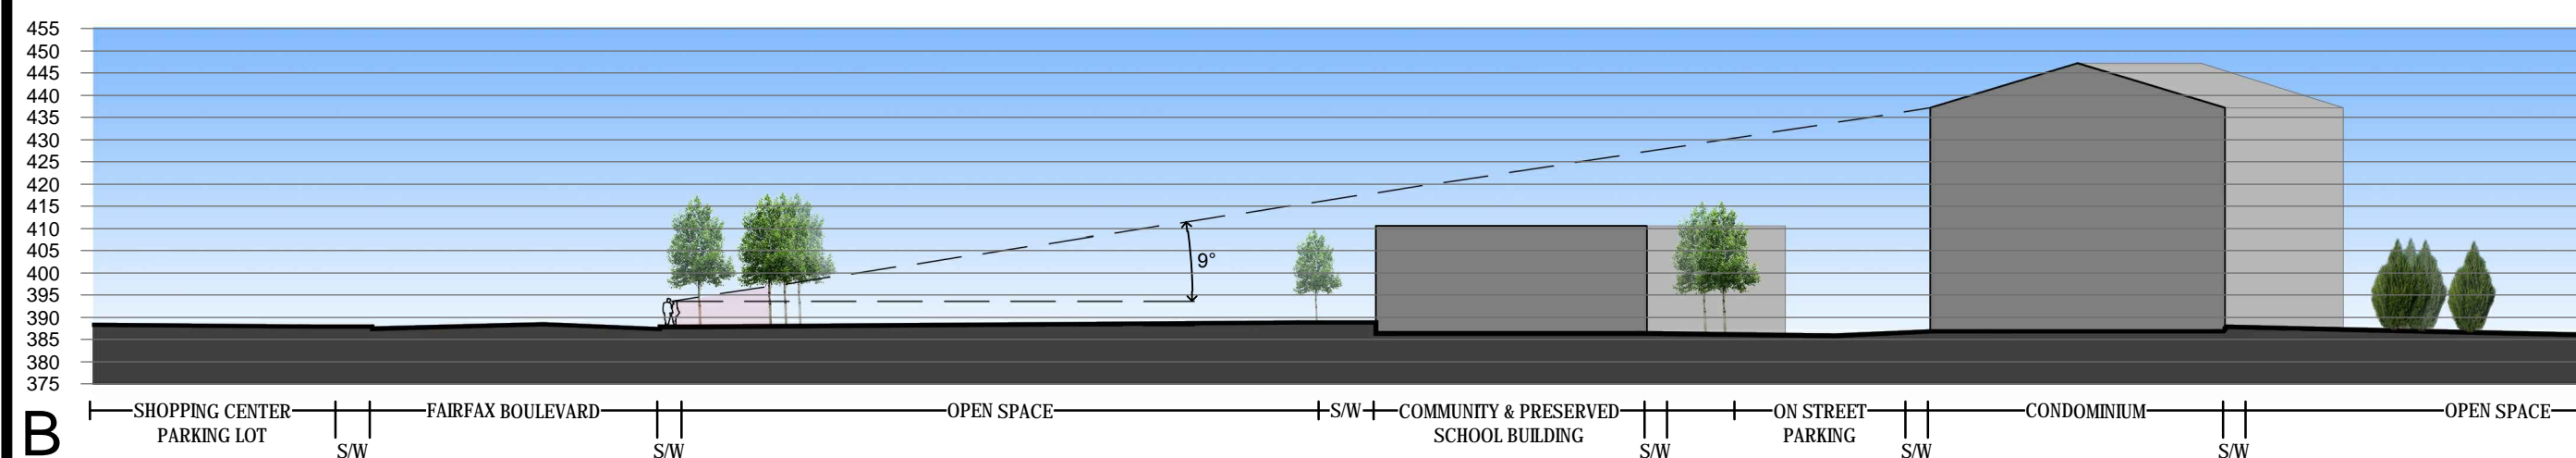 455
450
445
440
435
430
425
420
415
410
405
400
395
390
385
380
375
9°
B
SHOPPING CENTER
PARKING LOT
S/W
FAIRFAX BOULEVARD
S/W
OPEN SPACE
S/W
COMMUNITY & PRESERVED
SCHOOL BUILDING
S/W
ON STREET
PARKING
S/W
CONDOMINIUM
S/W
OPEN SPACE